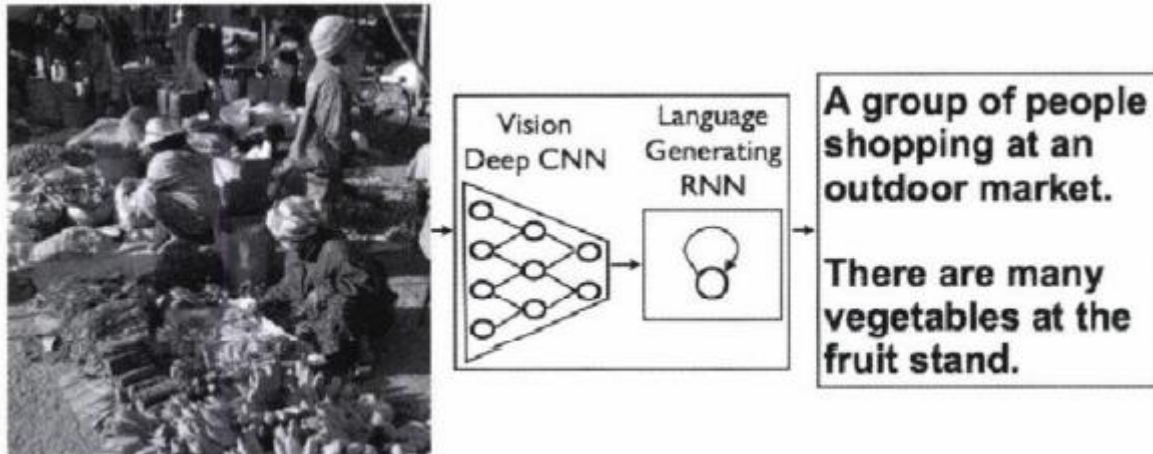 Vision
Deep CNN
Language
Generating
RNN
A group of people
shopping at an
outdoor market.
There are many
vegetables at the
fruit stand.